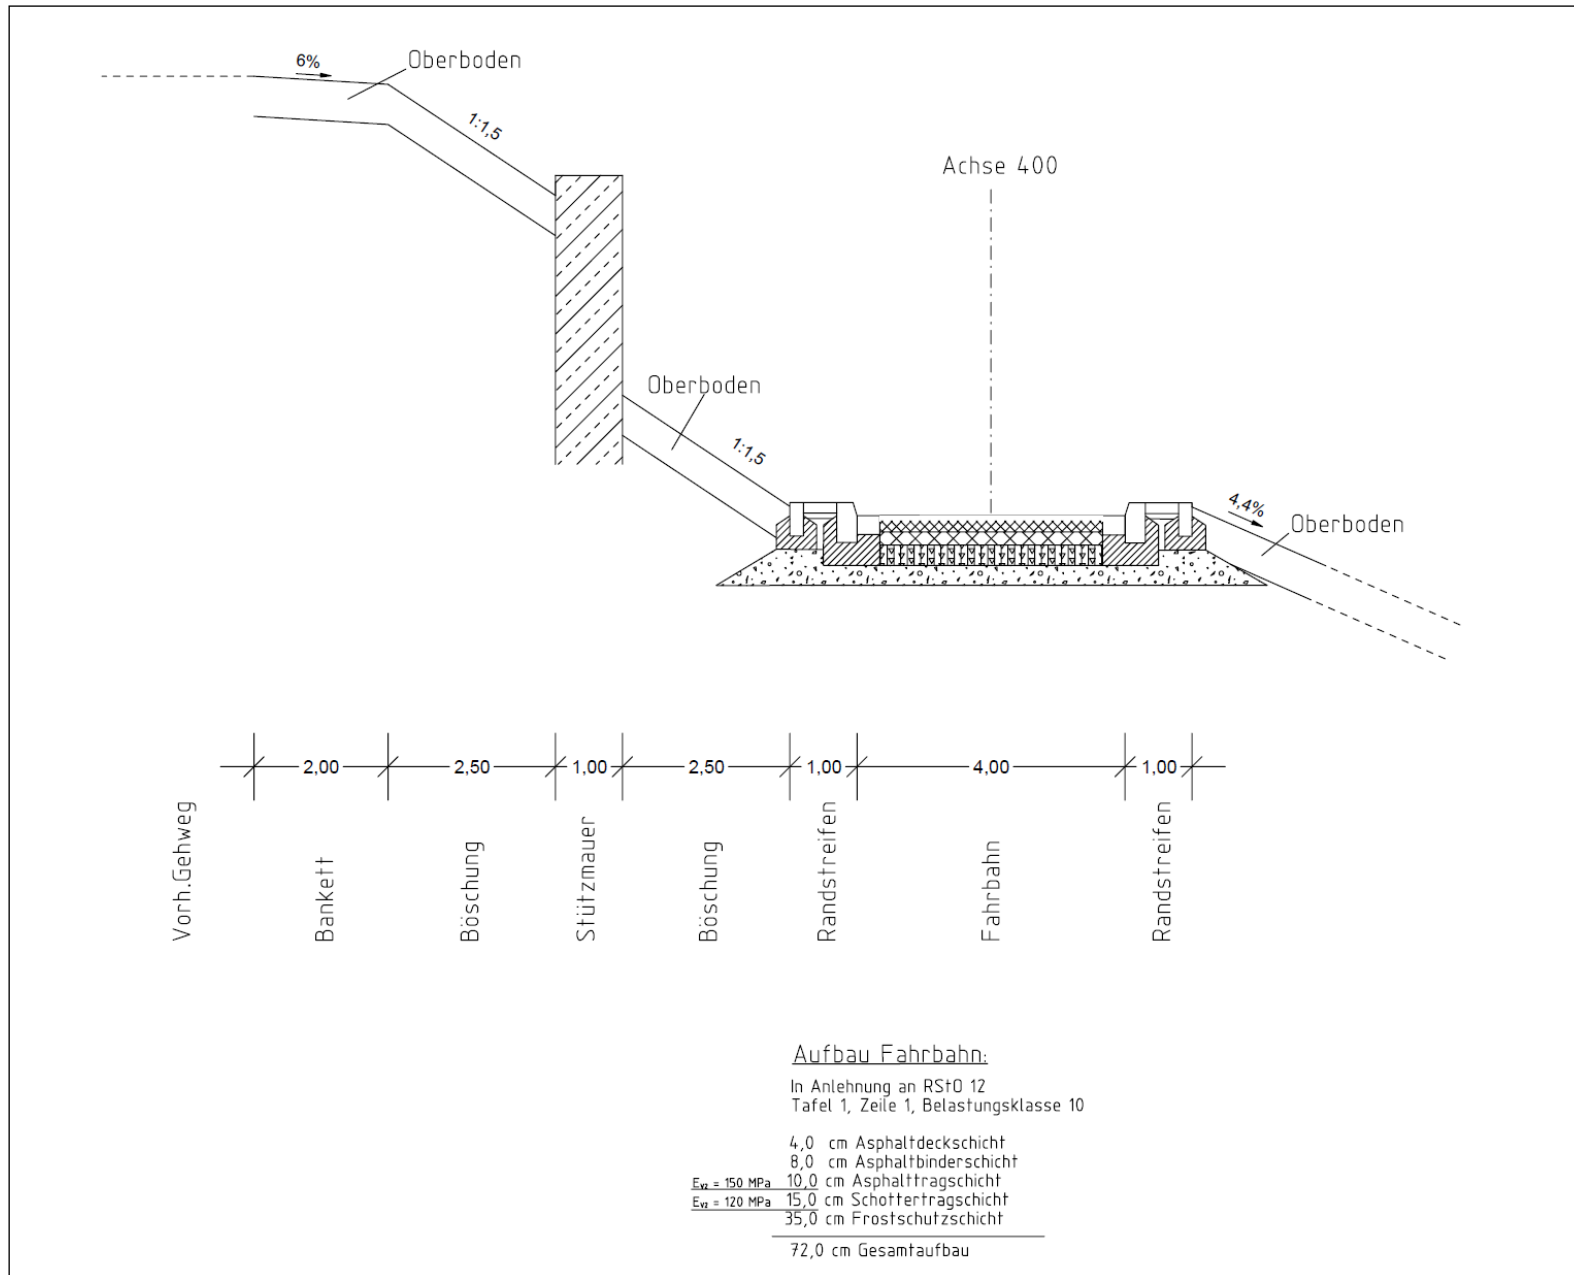 6%
Oberboden
1:1,5
Achse 400
Oberboden
1:1,5
4,4%
Oberboden
2,00
2,50
1,00
2,50
1,00
4,00
1,00
Vorh.Gehweg
Bankett
Böschung
Stützmauer
Böschung
Randstreifen
Fahrbahn
Randstreifen
Aufbau Fahrbahn:
In Anlehnung an RStO 12
Tafel 1, Zeile 1, Belastungsklasse 10
4,0 cm Asphaltdeckschicht
8,0 cm Asphaltbinderschicht
Ev2 = 150 MPa 10,0 cm Asphalttragschicht
Ev2 = 120 MPa 15,0 cm Schottertragschicht
35,0 cm Frostschutzschicht
72,0 cm Gesamtaufbau